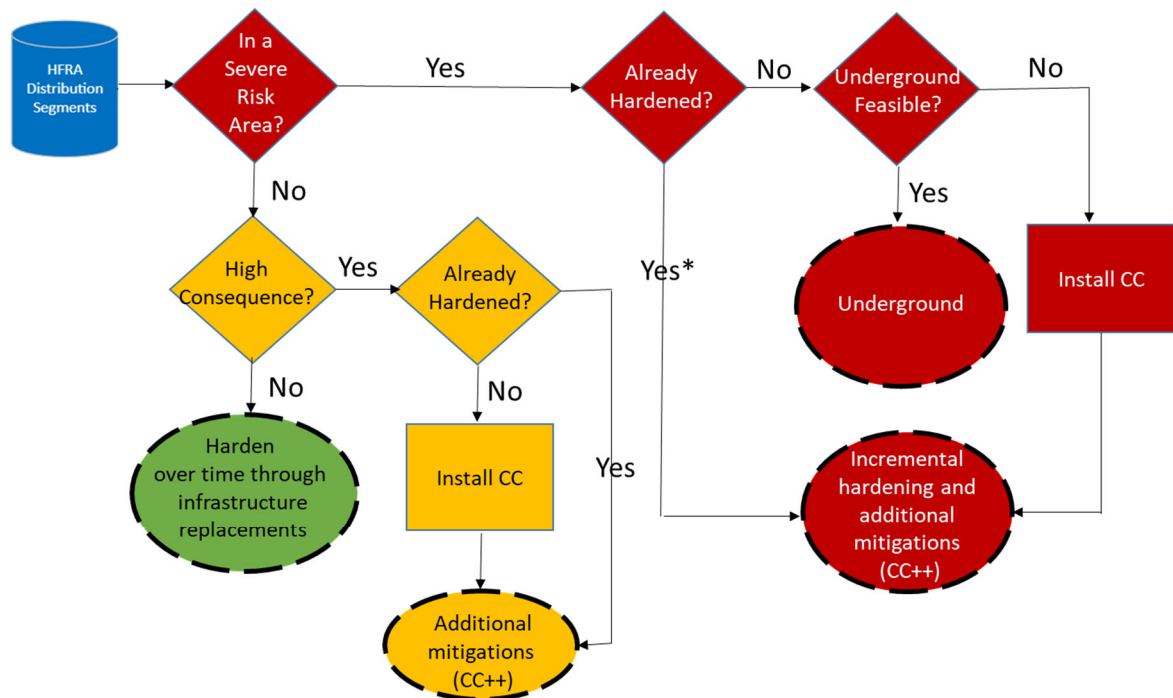 HFRA
Distribution
Segments
In a
Severe
Risk
Area?
Yes
Already
Hardened?
No
Underground
Feasible?
No
No
Yes
High
Consequence?
Yes
Already
Hardened?
Yes*
Underground
Install CC
No
No
Harden
over time through
infrastructure
replacements
Install CC
Yes
Incremental
hardening and
additional
mitigations
(CC++)
Additional
mitigations
(CC++)